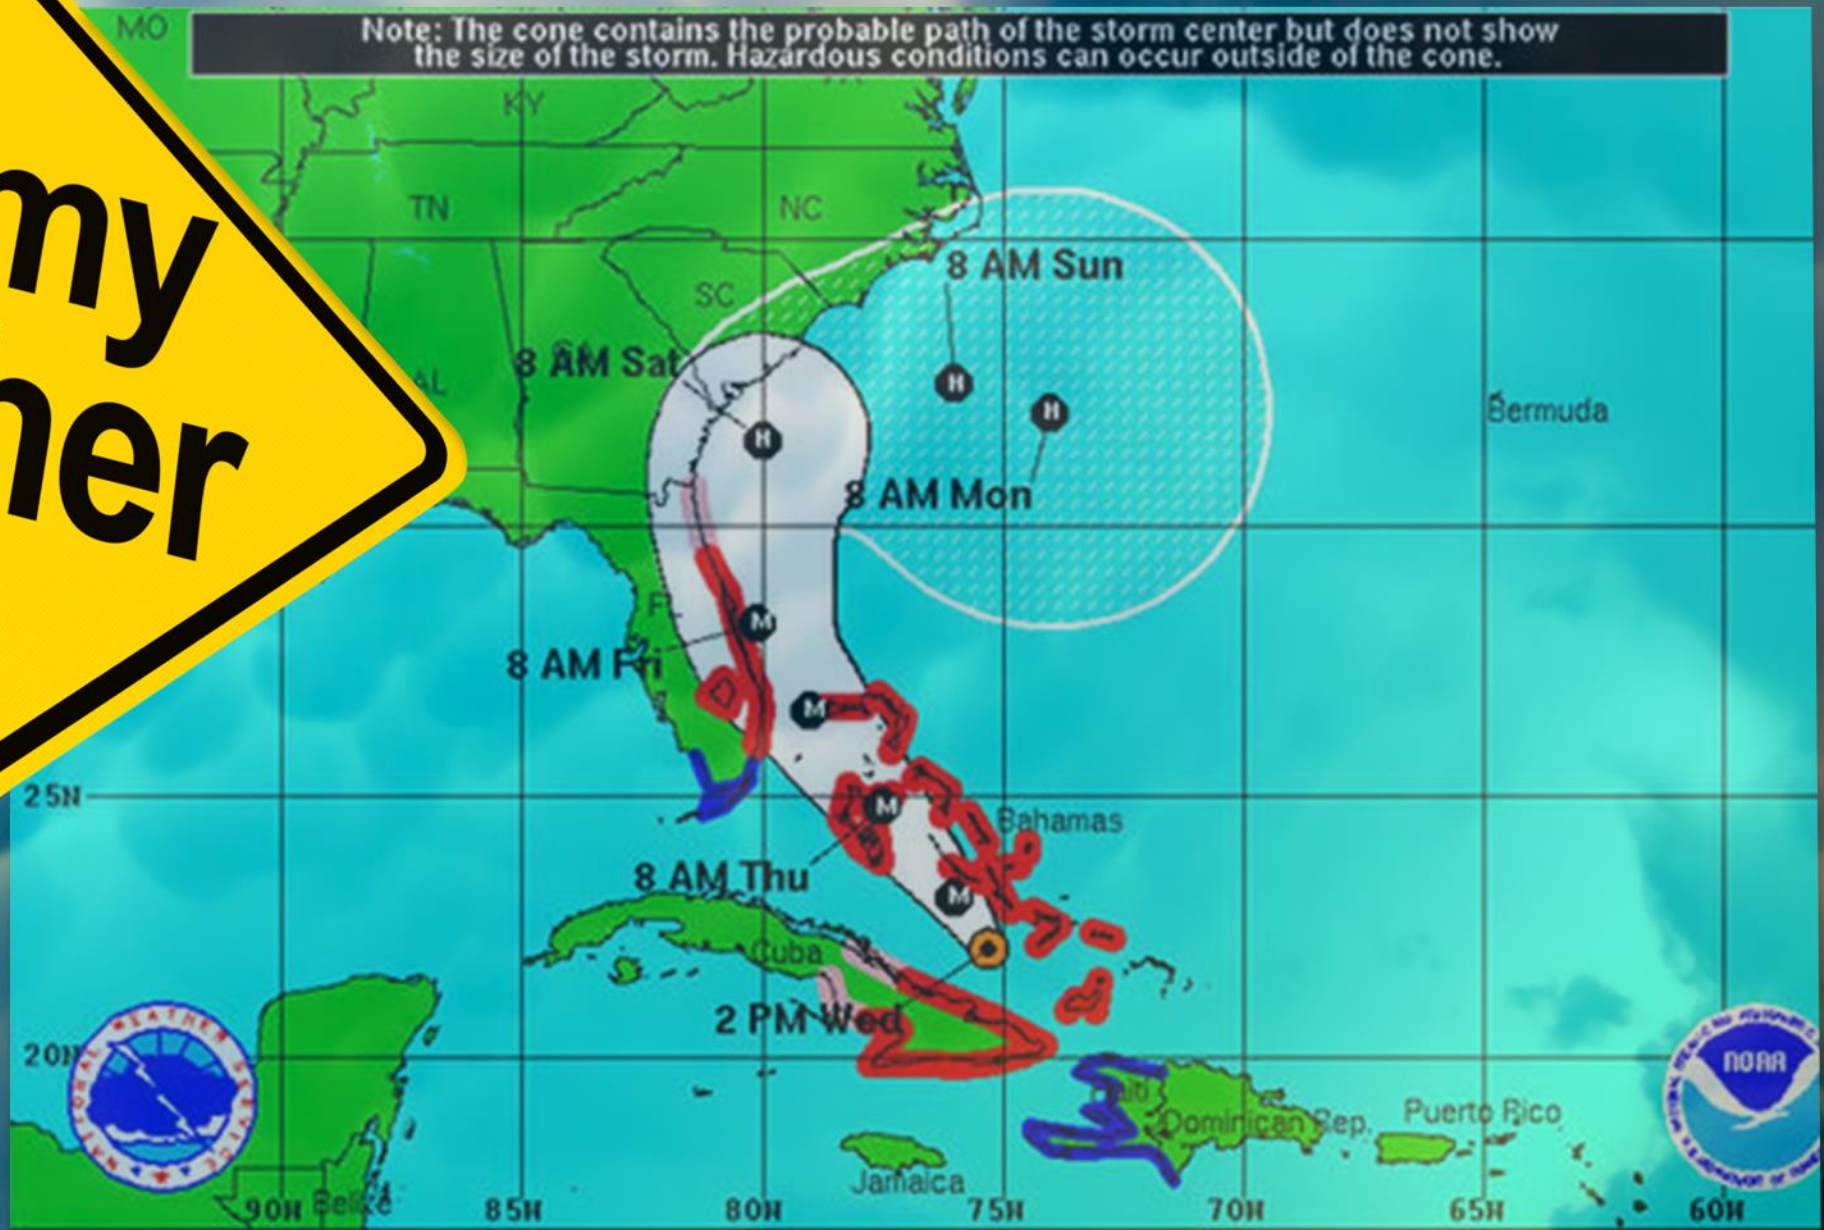 Note: The cone contains the probable path of the storm center but does not show
the size of the storm. Hazardous conditions can occur outside of the cone.
MO
KY
TN
NC
my
ner
8 AM Sun
SC
8 AM Sat
AL
Bermuda
8 AM Mon
8 AM Fri
25N
Bahamas
8 AM Thu
Cuba
2 PM Wed
20N
NOAA
Haiti
Dominican Rep.
Puerto Rico
Jamaica
Belize
90W
85W
80W
75W
70W
65W
60W
H
H
H
M
M
M
M